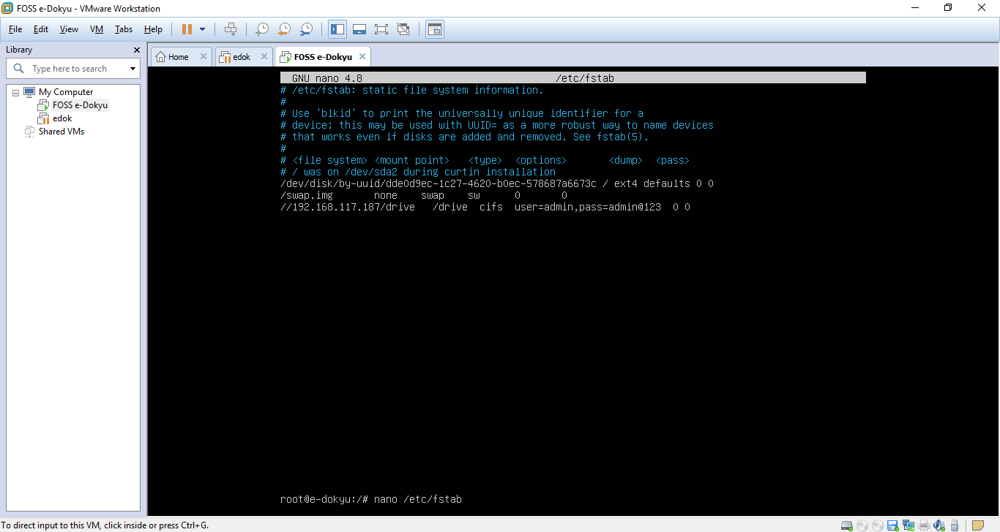 FOSS e-Dokyu - VMware Workstation
File Edit View VM Tabs Help
Library
Type here to search
My Computer
FOSS e-Dokyu
edok
Shared VMs
Home edok FOSS e-Dokyu
GNU nano 4.8 /etc/fstab
# /etc/fstab: static file system information.
#
# Use 'blkid' to print the universally unique identifier for a
# device; this may be used with UUID= as a more robust way to name devices
# that works even if disks are added and removed. See fstab(5).
#
# <file system> <mount point> <type> <options> <dump> <pass>
# / was on /dev/sda2 during curtin installation
/dev/disk/by-uuid/dde0d9ec-1c27-4620-b0ec-578687a6673c / ext4 defaults 0 0
/swap.img none swap sw 0 0
//192.168.117.187/drive /drive cifs user=admin,pass=admin@123 0 0
root@e-dokyu:/# nano /etc/fstab
To direct input to this VM, click inside or press Ctrl+G.